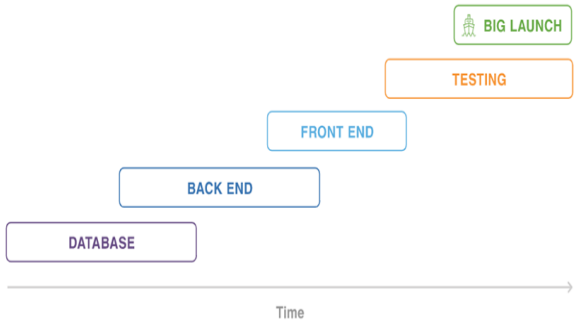 BIG LAUNCH
TESTING
FRONT END
BACK END
DATABASE
Time